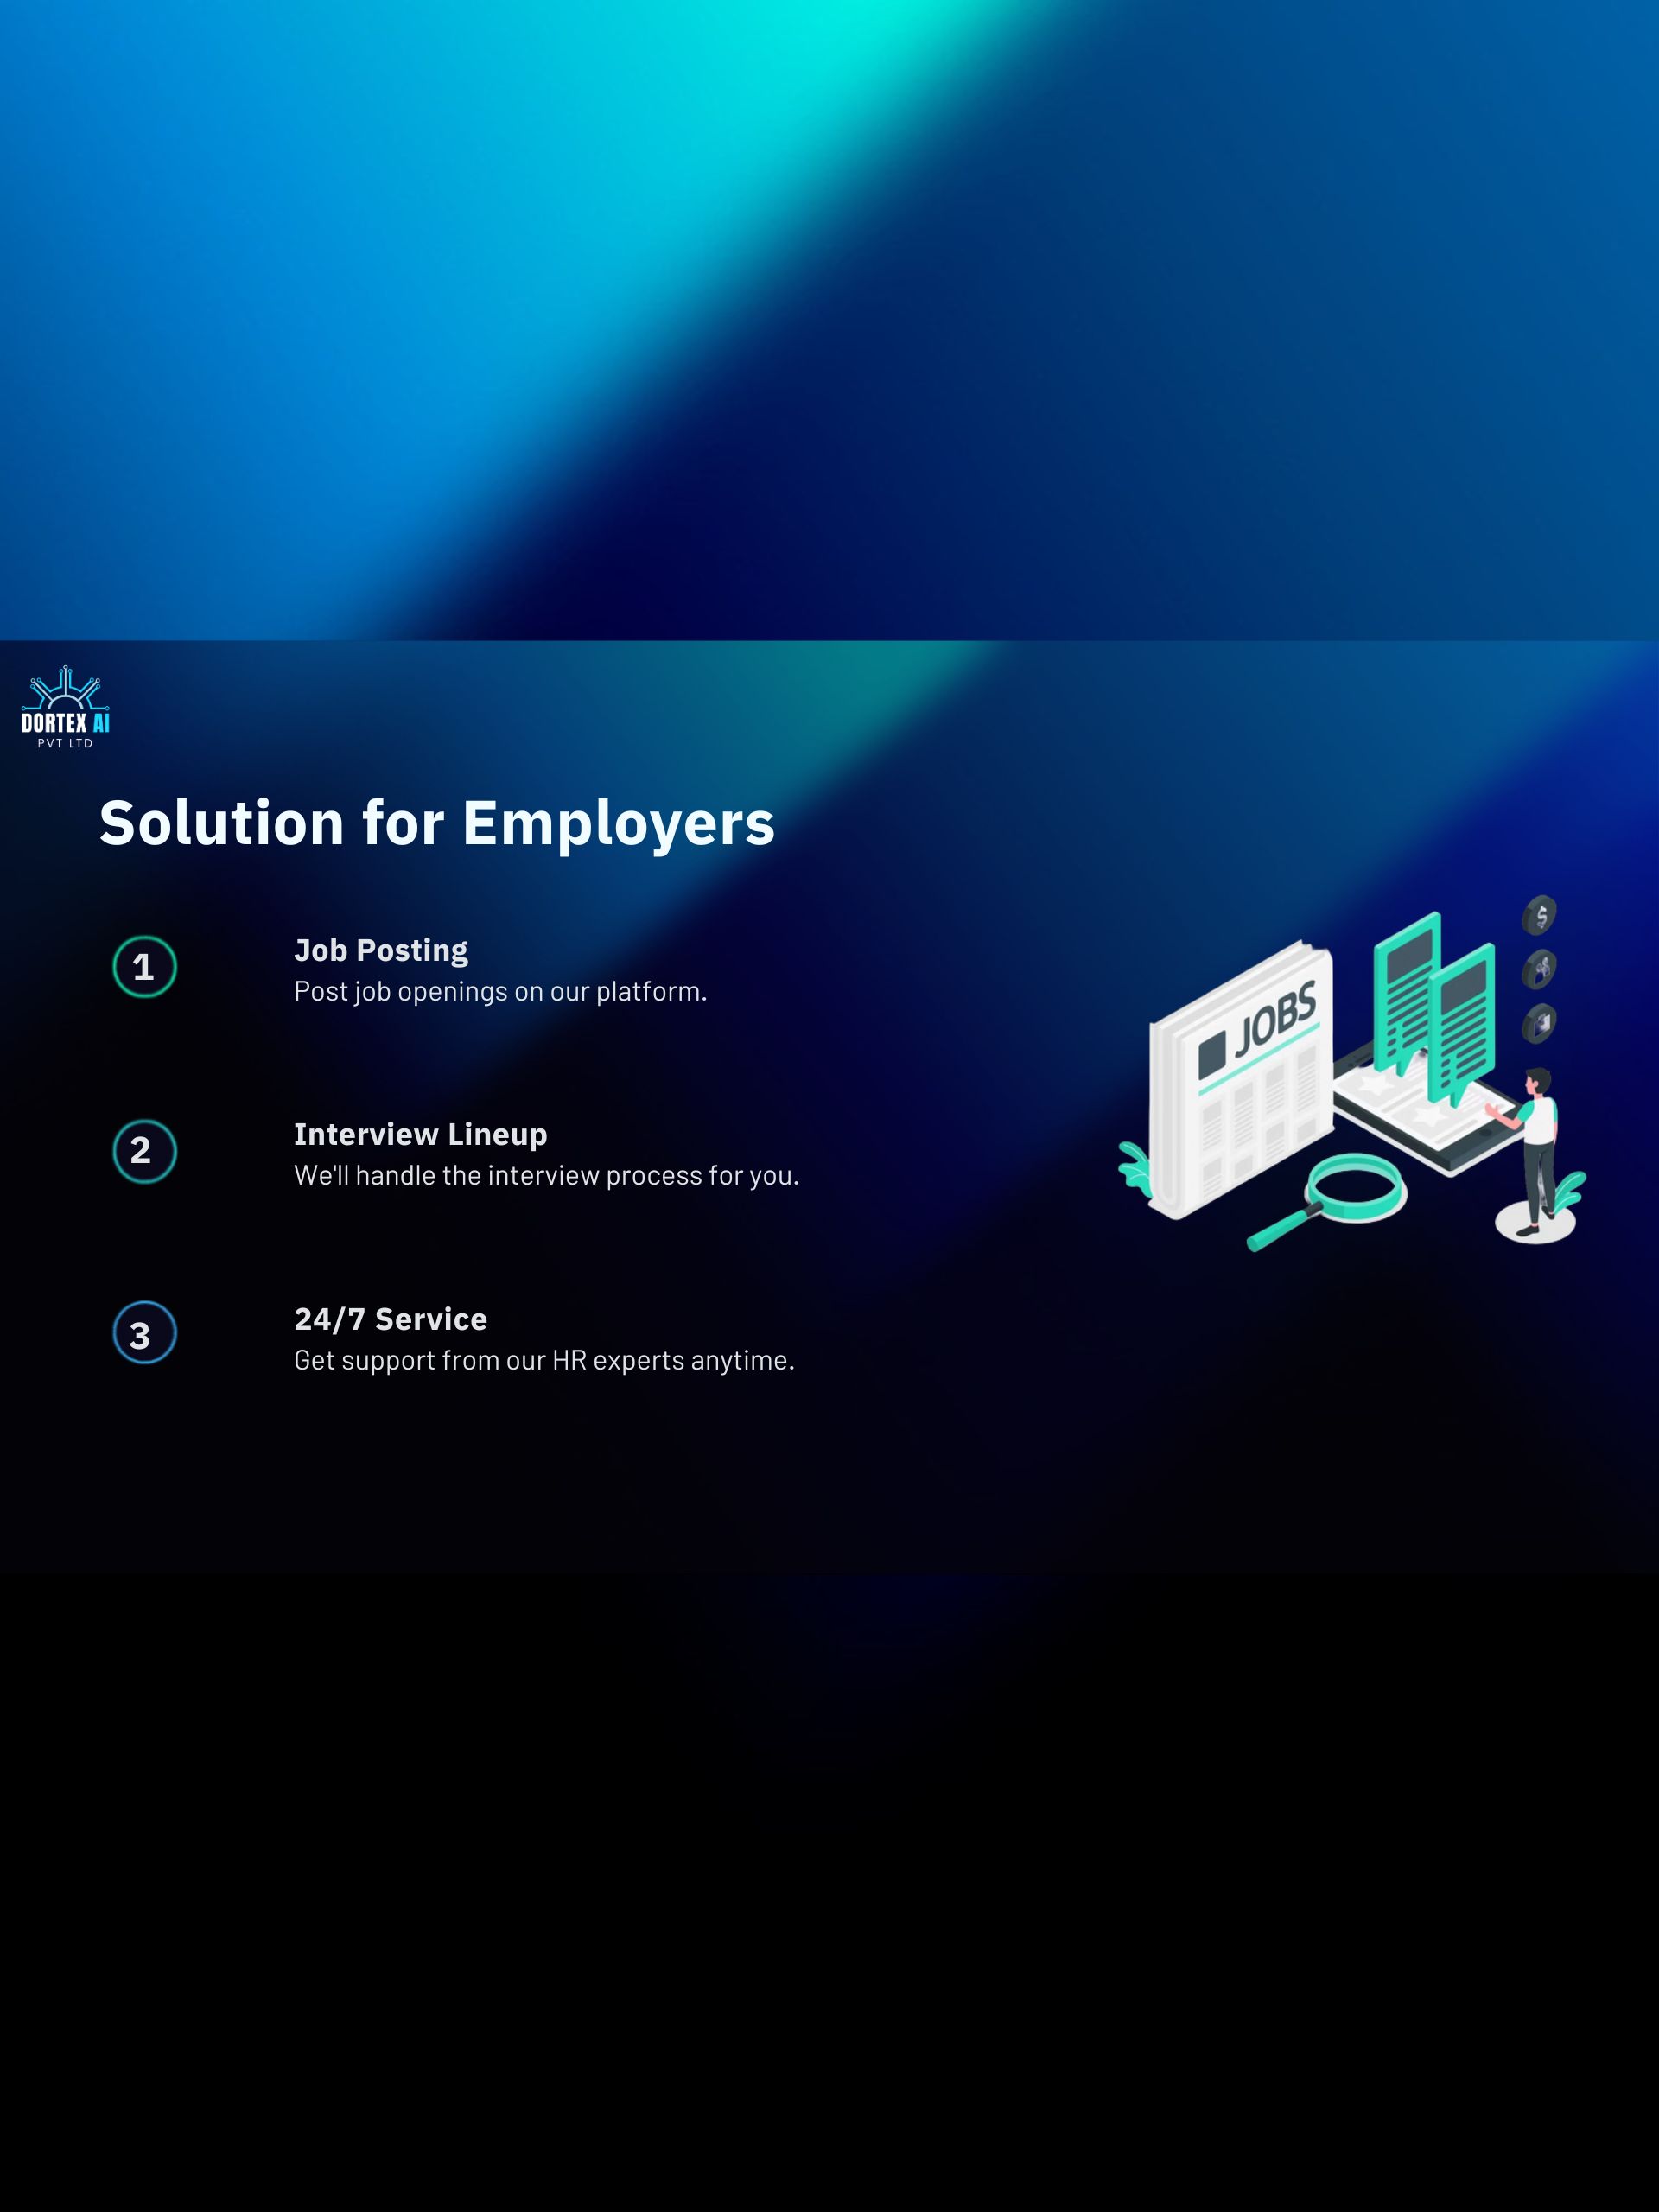 DORTEX AI
PVT LTD
Solution for Employers
1
Job Posting
Post job openings on our platform.
2
Interview Lineup
We'll handle the interview process for you.
3
24/7 Service
Get support from our HR experts anytime.
JOBS
$